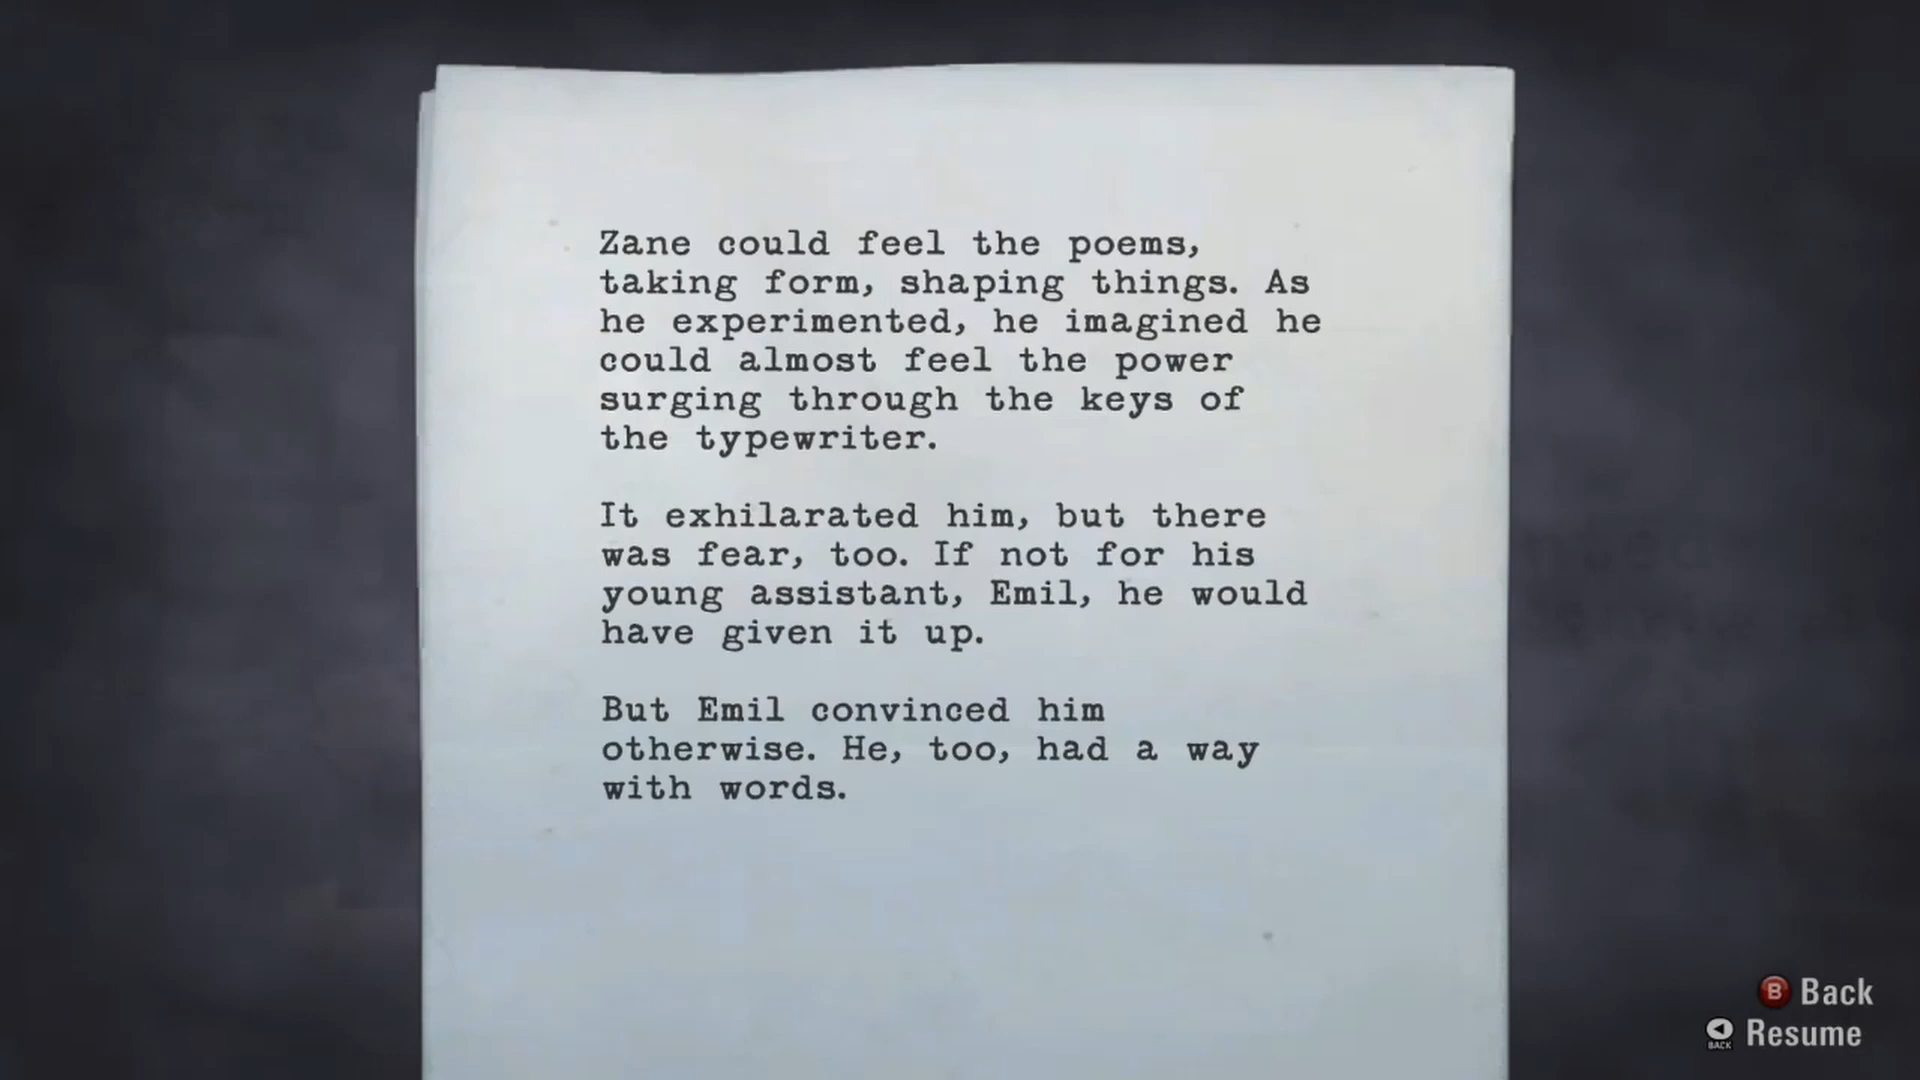 Zane could feel the poems,
taking form, shaping things. As
he experimented, he imagined he
could almost feel the power
surging through the keys of
the typewriter.
It exhilarated him, but there
was fear, too. If not for his
young assistant, Emil, he would
have given it up.
But Emil convinced him
otherwise. He, too, had a way
with words.
B Back
BACK Resume